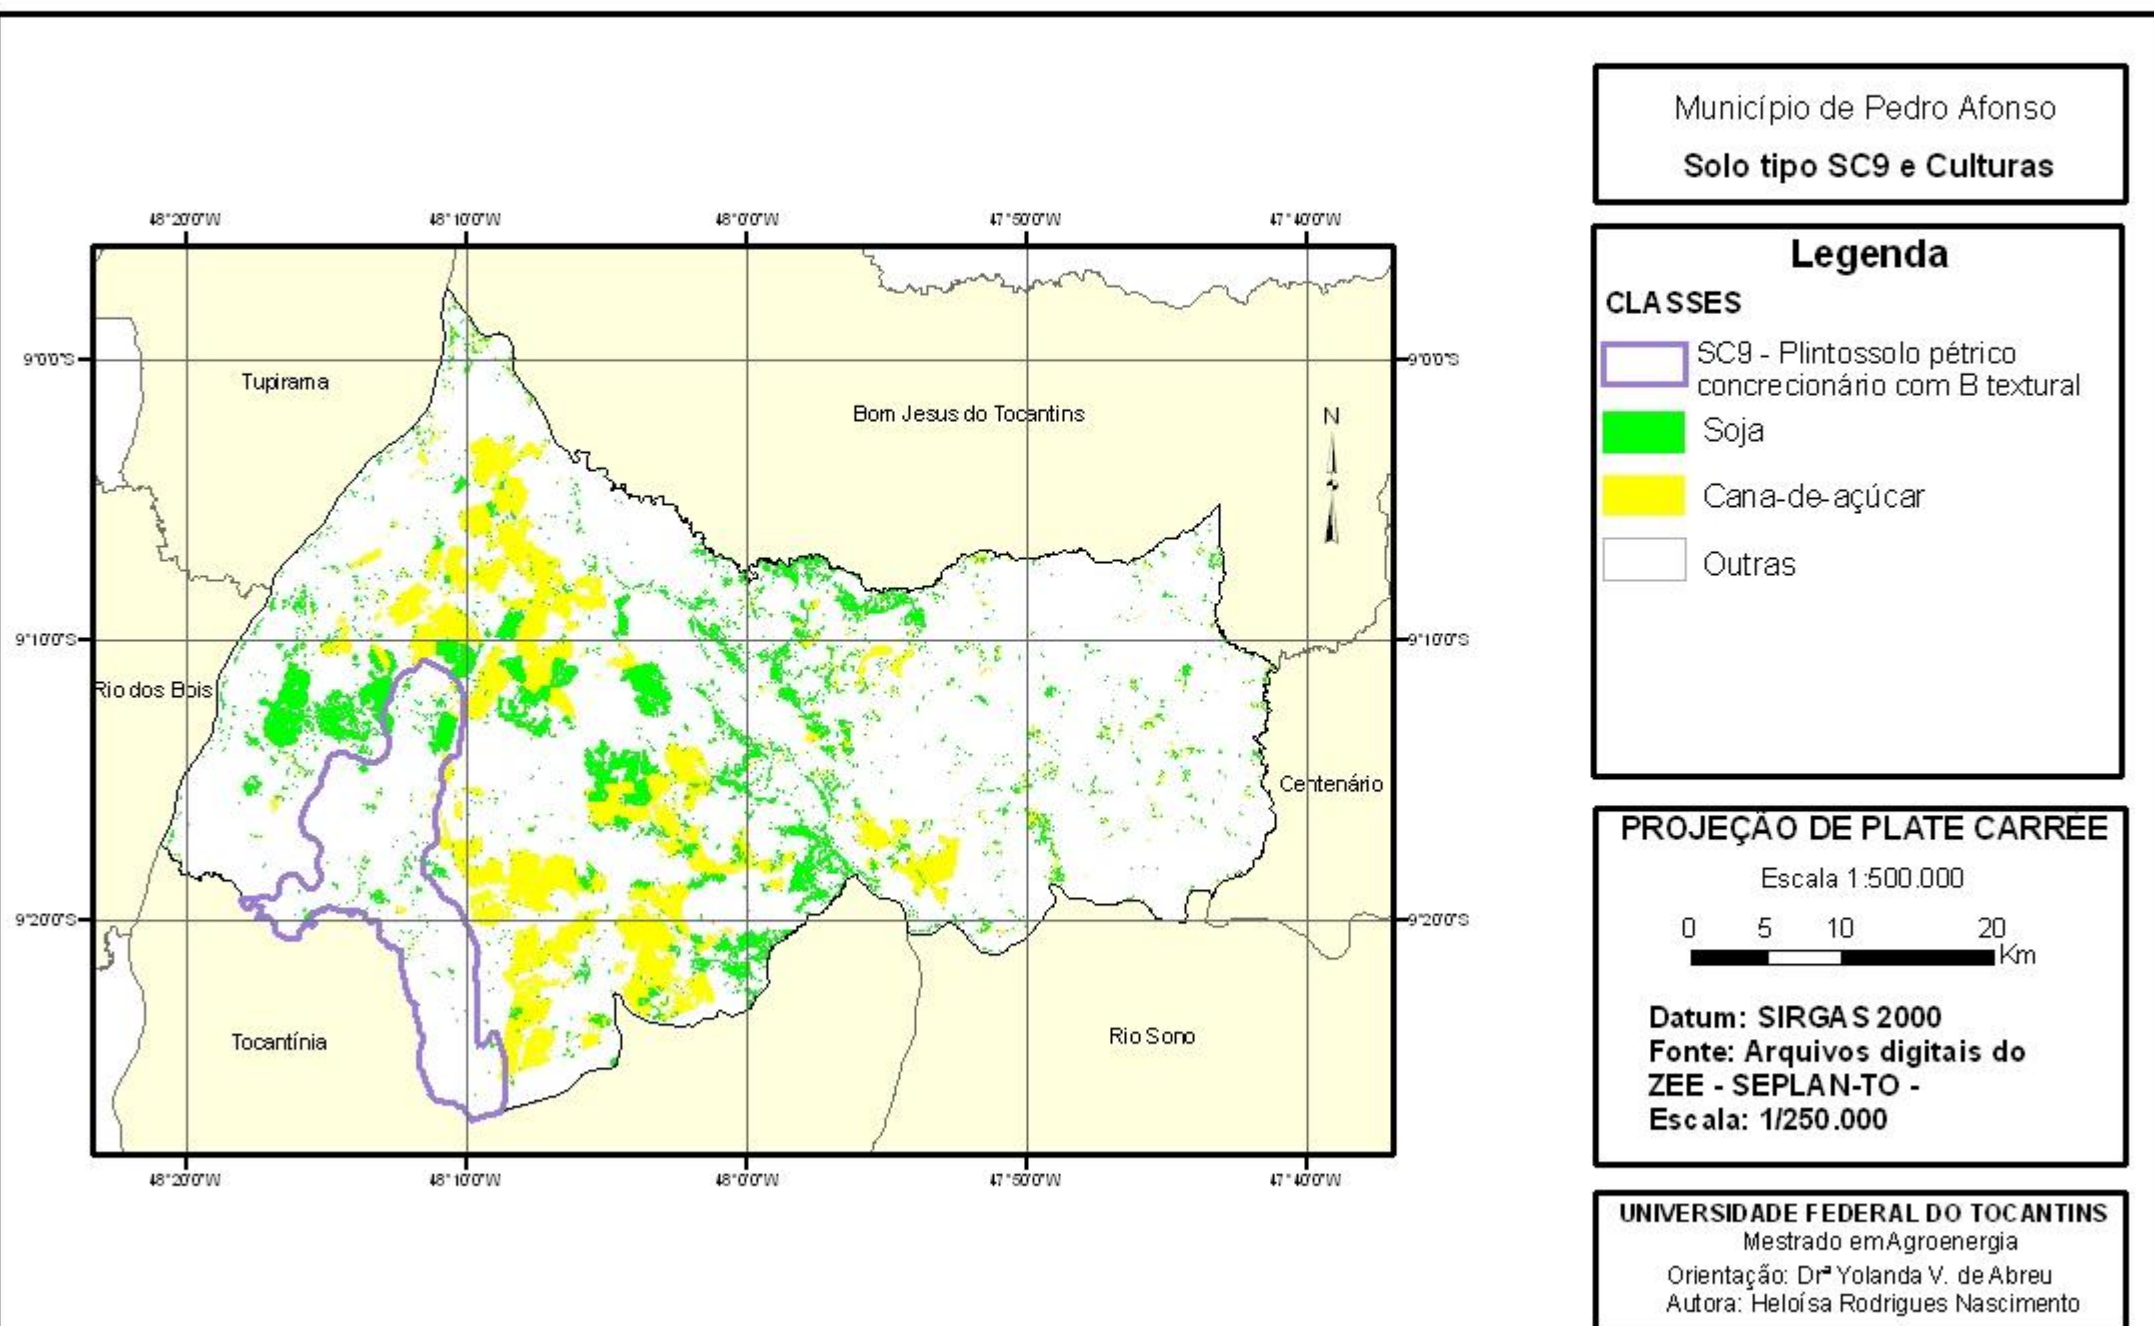 Município de Pedro Afonso
Solo tipo SC9 e Culturas
Legenda
CLASSES
SC9 - Plintossolo pétrico
concrecionário com B textural
Soja
Cana-de-açúcar
Outras
PROJEÇÃO DE PLATE CARRÉE
Escala 1:500.000
0 5 10 20
Km
Datum: SIRGAS 2000
Fonte: Arquivos digitais do
ZEE - SEPLAN-TO -
Escala: 1/250.000
UNIVERSIDADE FEDERAL DO TOCANTINS
Mestrado em Agroenergia
Orientação: Drª Yolanda V. de Abreu
Autora: Heloísa Rodrigues Nascimento
48°20'0"W 48°10'0"W 48°0'0"W 47°50'0"W 47°40'0"W
9°0'0"S 9°0'0"S
Tupirama
Bom Jesus do Tocantins
N
9°10'0"S 9°10'0"S
Rio dos Bois
Centenário
9°20'0"S 9°20'0"S
Tocantínia
Rio Sono
48°20'0"W 48°10'0"W 48°0'0"W 47°50'0"W 47°40'0"W